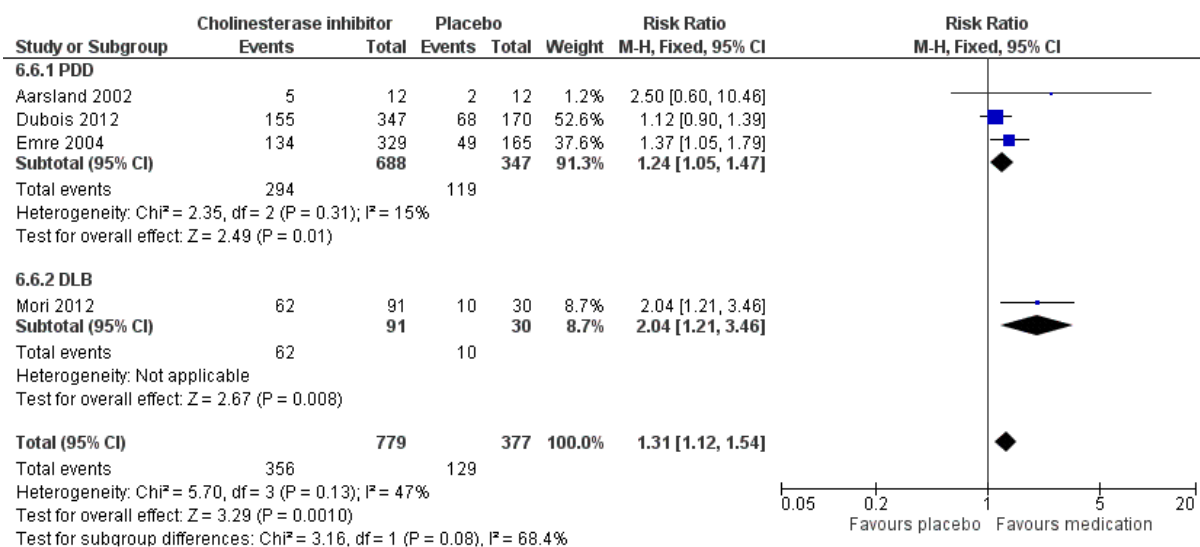 Cholinesterase inhibitor Placebo Risk Ratio Risk Ratio
Study or Subgroup Events Total Events Total Weight M-H, Fixed, 95% CI M-H, Fixed, 95% CI
6.6.1 PDD
Aarsland 2002 5 12 2 12 1.2% 2.50 [0.60, 10.46]
Dubois 2012 155 347 68 170 52.6% 1.12 [0.90, 1.39]
Emre 2004 134 329 49 165 37.6% 1.37 [1.05, 1.79]
Subtotal (95% CI) 688 347 91.3% 1.24 [1.05, 1.47]
Total events 294 119
Heterogeneity: Chi² = 2.35, df = 2 (P = 0.31); I² = 15%
Test for overall effect: Z = 2.49 (P = 0.01)
6.6.2 DLB
Mori 2012 62 91 10 30 8.7% 2.04 [1.21, 3.46]
Subtotal (95% CI) 91 30 8.7% 2.04 [1.21, 3.46]
Total events 62 10
Heterogeneity: Not applicable
Test for overall effect: Z = 2.67 (P = 0.008)
Total (95% CI) 779 377 100.0% 1.31 [1.12, 1.54]
Total events 356 129
Heterogeneity: Chi² = 5.70, df = 3 (P = 0.13); I² = 47%
Test for overall effect: Z = 3.29 (P = 0.0010)
Test for subgroup differences: Chi² = 3.16, df = 1 (P = 0.08), I² = 68.4%
0.05 0.2 1 5 20
Favours placebo Favours medication